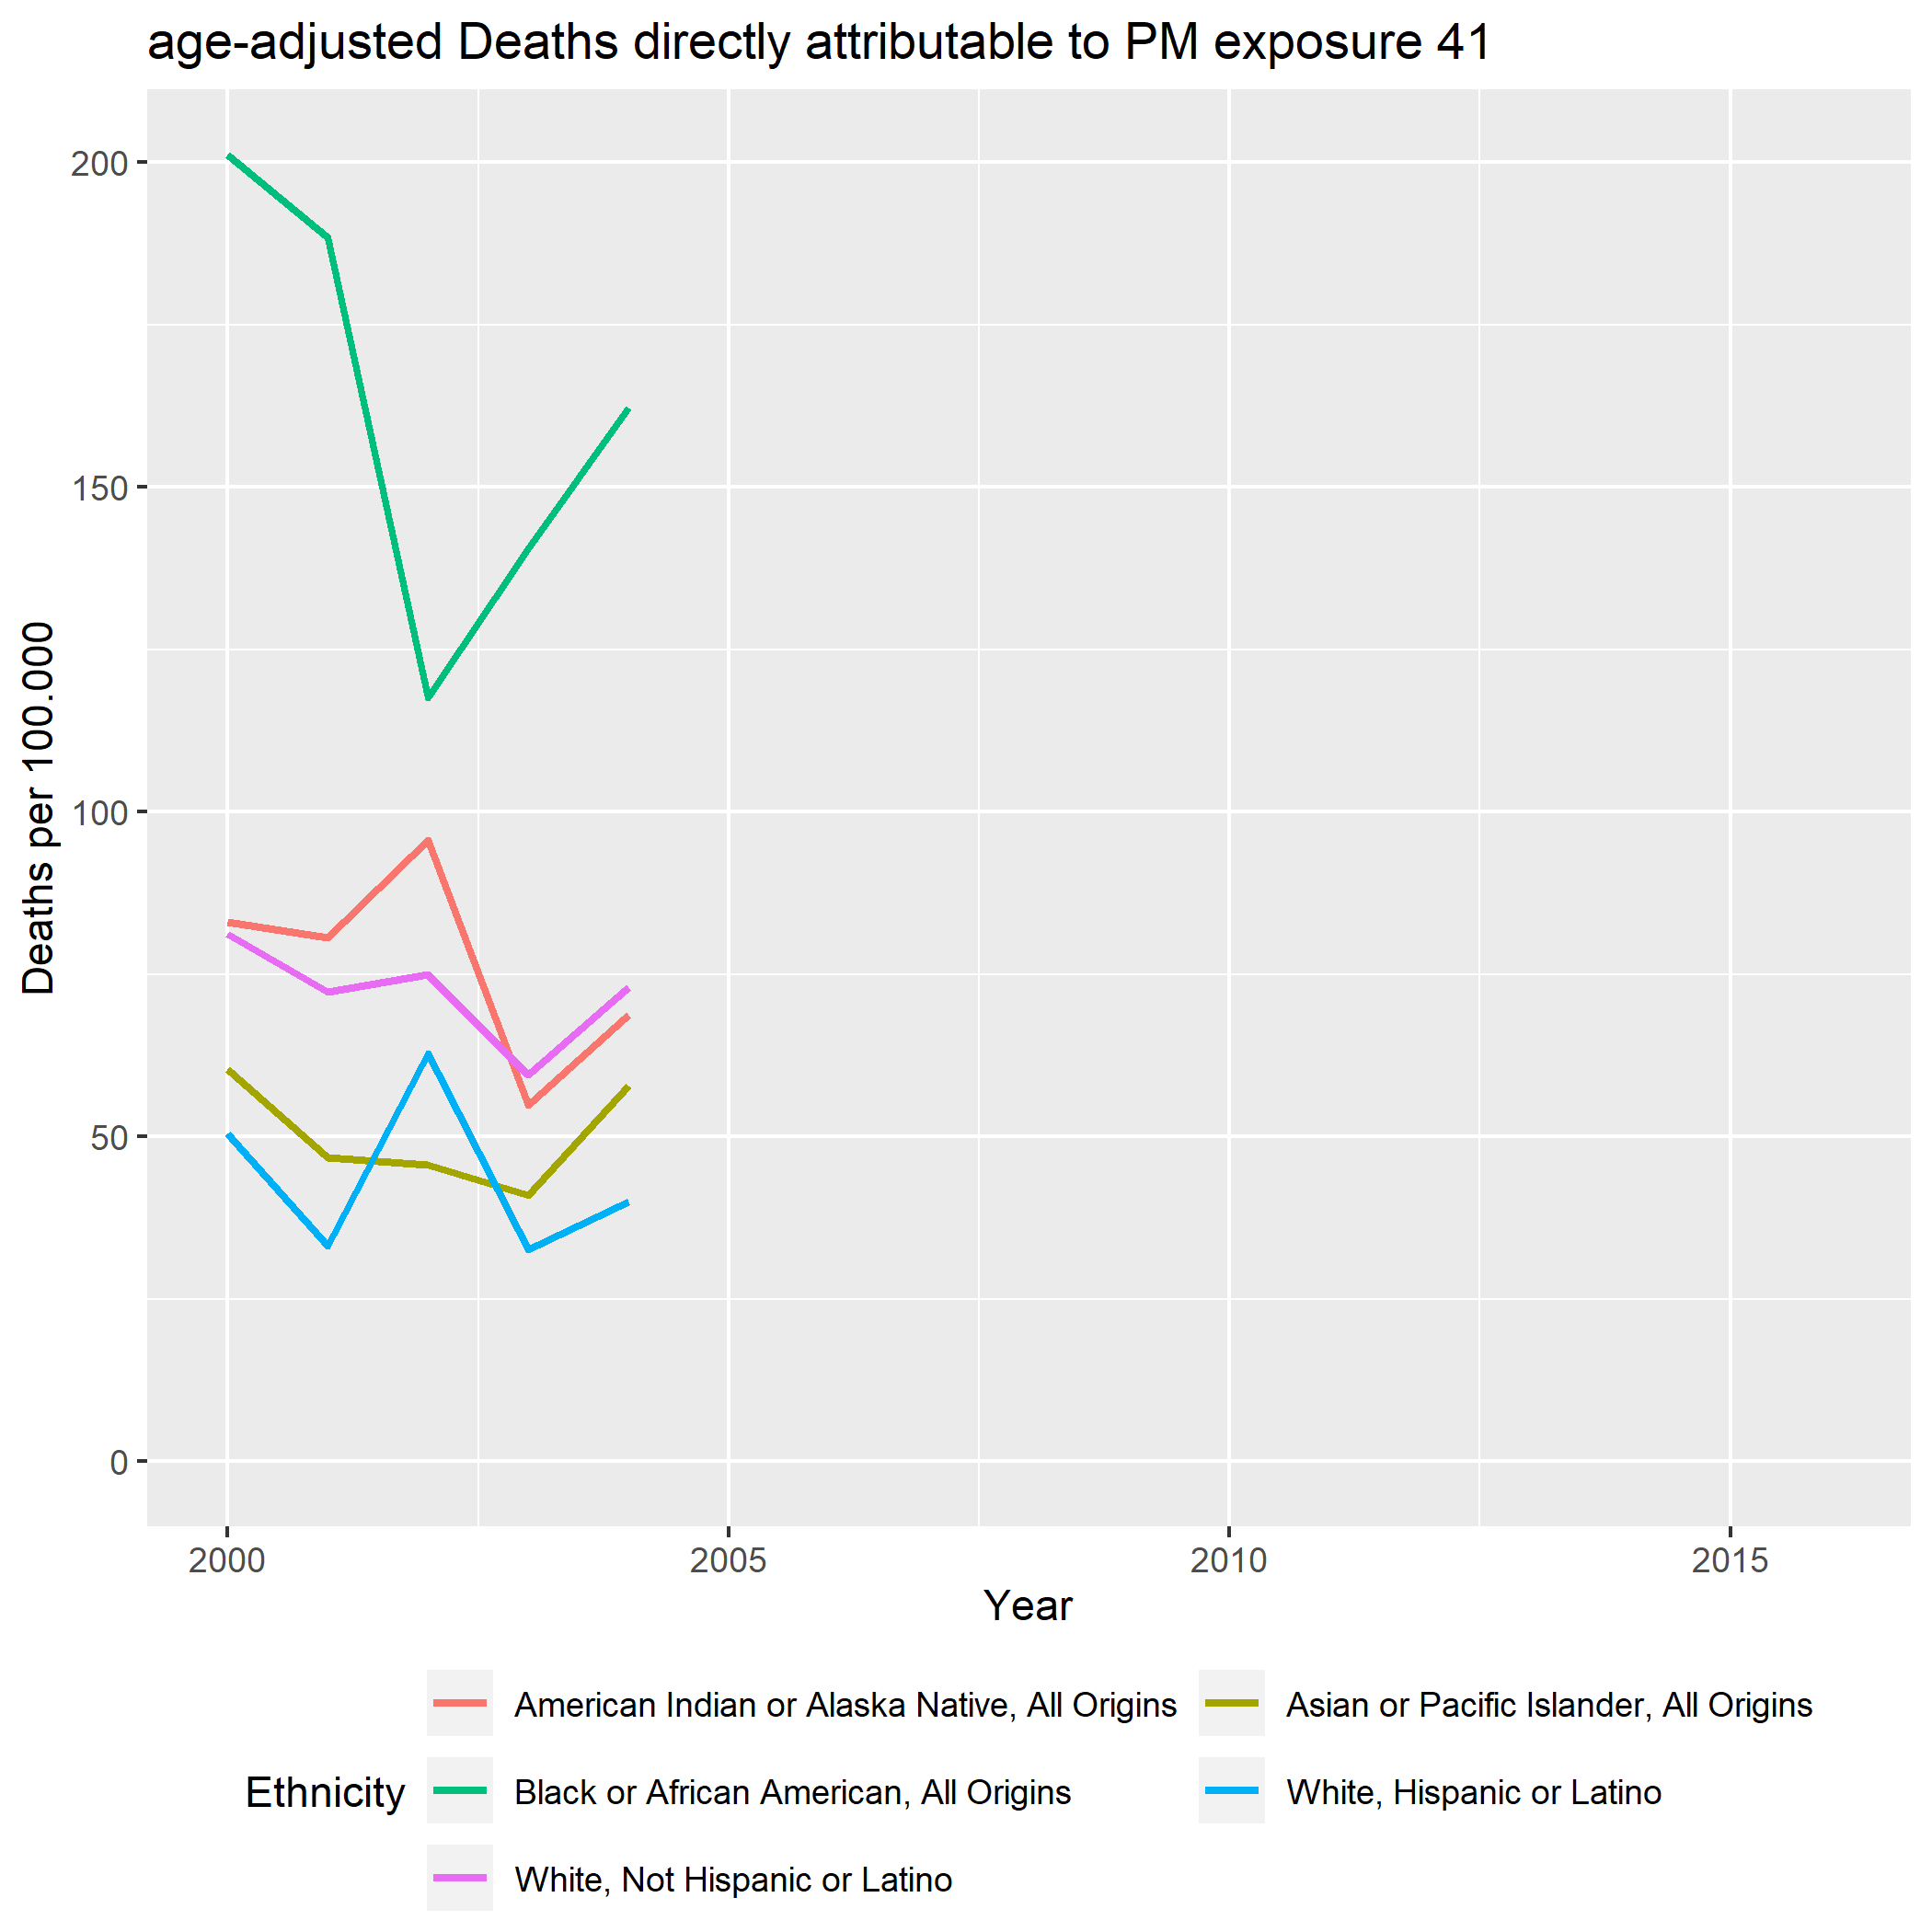 age-adjusted Deaths directly attributable to PM exposure 41
Deaths per 100.000
200
150
100
50
0
2000 2005 2010 2015
Year
Ethnicity
American Indian or Alaska Native, All Origins
Asian or Pacific Islander, All Origins
Black or African American, All Origins
White, Hispanic or Latino
White, Not Hispanic or Latino